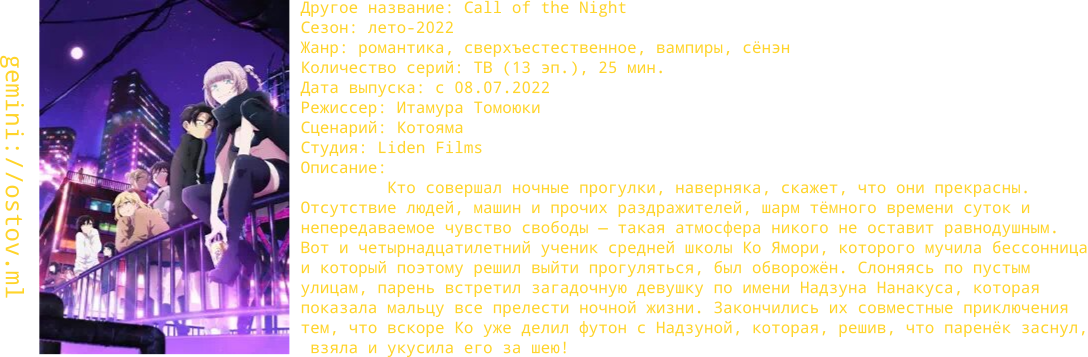 gemini://ostov.ml
Другое название: Call of the Night
Сезон: лето-2022
Жанр: романтика, сверхъестественное, вампиры, сёнэн
Количество серий: ТВ (13 эп.), 25 мин.
Дата выпуска: с 08.07.2022
Режиссер: Итамура Томоюки
Сценарий: Котояма
Студия: Liden Films
Описание:
Кто совершал ночные прогулки, наверняка, скажет, что они прекрасны.
Отсутствие людей, машин и прочих раздражителей, шарм тёмного времени суток и
непередаваемое чувство свободы — такая атмосфера никого не оставит равнодушным.
Вот и четырнадцатилетний ученик средней школы Ко Ямори, которого мучила бессонница
и который поэтому решил выйти прогуляться, был обворожён. Слоняясь по пустым
улицам, парень встретил загадочную девушку по имени Надзуна Нанакуса, которая
показала мальцу все прелести ночной жизни. Закончились их совместные приключения
тем, что вскоре Ко уже делил футон с Надзуной, которая, решив, что паренёк заснул,
взяла и укусила его за шею!